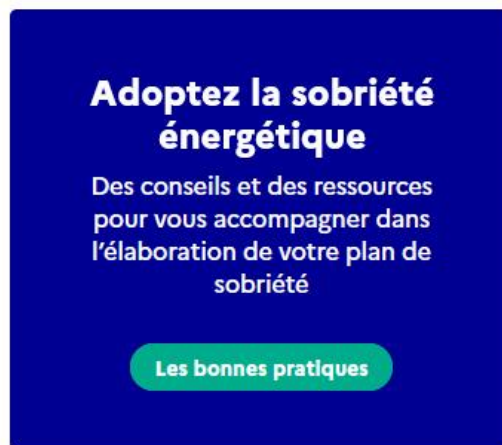 Adoptez la sobriété
énergétique
Des conseils et des ressources
pour vous accompagner dans
l'élaboration de votre plan de
sobriété
Les bonnes pratiques